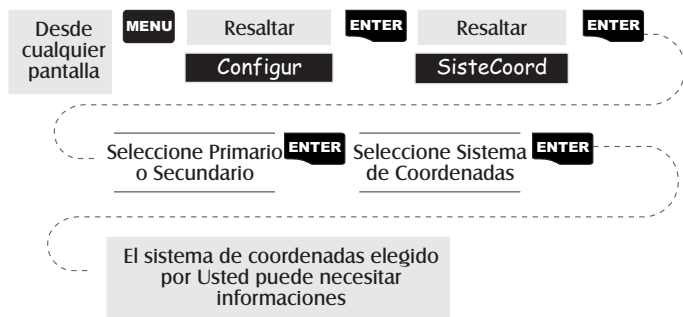 Desde
cualquier
pantalla
MENU
Resaltar
Configur
ENTER
Resaltar
SisteCoord
ENTER
Seleccione Primario
o Secundario
ENTER
Seleccione Sistema
de Coordenadas
ENTER
El sistema de coordenadas elegido
por Usted puede necesitar
informaciones